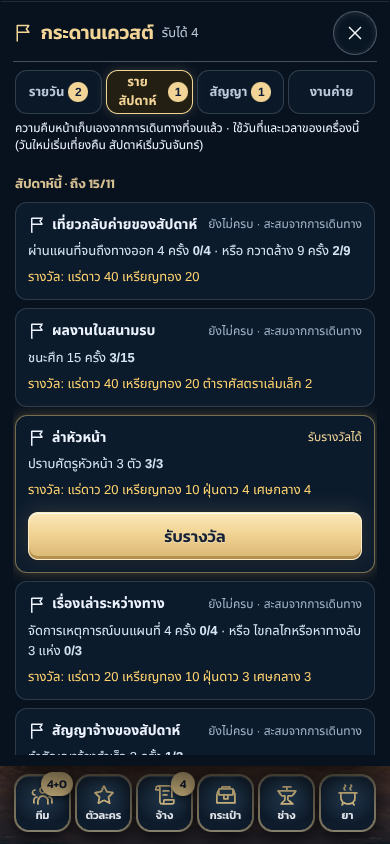 กระดานเควสต์ รับได้ 4
รายวัน 2
ราย
สัปดาห์ 1
สัญญา 1
งานค่าย
ความคืบหน้าเก็บเองจากการเดินทางที่จบแล้ว · ใช้วันที่และเวลาของเครื่องนี้
(วันใหม่เริ่มเที่ยงคืน สัปดาห์เริ่มวันจันทร์)
สัปดาห์นี้ · ถึง 15/11
เที่ยวกลับค่ายของสัปดาห์ ยังไม่ครบ · สะสมจากการเดินทาง
ผ่านแผนที่จนถึงทางออก 4 ครั้ง 0/4 · หรือ กวาดล้าง 9 ครั้ง 2/9
รางวัล: แร่ดาว 40 เหรียญทอง 20
ผลงานในสนามรบ ยังไม่ครบ · สะสมจากการเดินทาง
ชนะศึก 15 ครั้ง 3/15
รางวัล: แร่ดาว 40 เหรียญทอง 20 ตำราศัสตราเล่มเล็ก 2
ล่าหัวหน้า รับรางวัลได้
ปราบศัตรูหัวหน้า 3 ตัว 3/3
รางวัล: แร่ดาว 20 เหรียญทอง 10 ฝุ่นดาว 4 เศษกลาง 4
รับรางวัล
เรื่องเล่าระหว่างทาง ยังไม่ครบ · สะสมจากการเดินทาง
จัดการเหตุการณ์บนแผนที่ 4 ครั้ง 0/4 · หรือ ไขกลไกหรือหาทางลับ
3 แห่ง 0/3
รางวัล: แร่ดาว 20 เหรียญทอง 10 ฝุ่นดาว 3 เศษกลาง 3
สัญญาจ้างของสัปดาห์ ยังไม่ครบ · สะสมจากการเดินทาง
4+0
4
ทีม
ตัวละคร
จ้าง
กระเป๋า
ช่าง
ยา